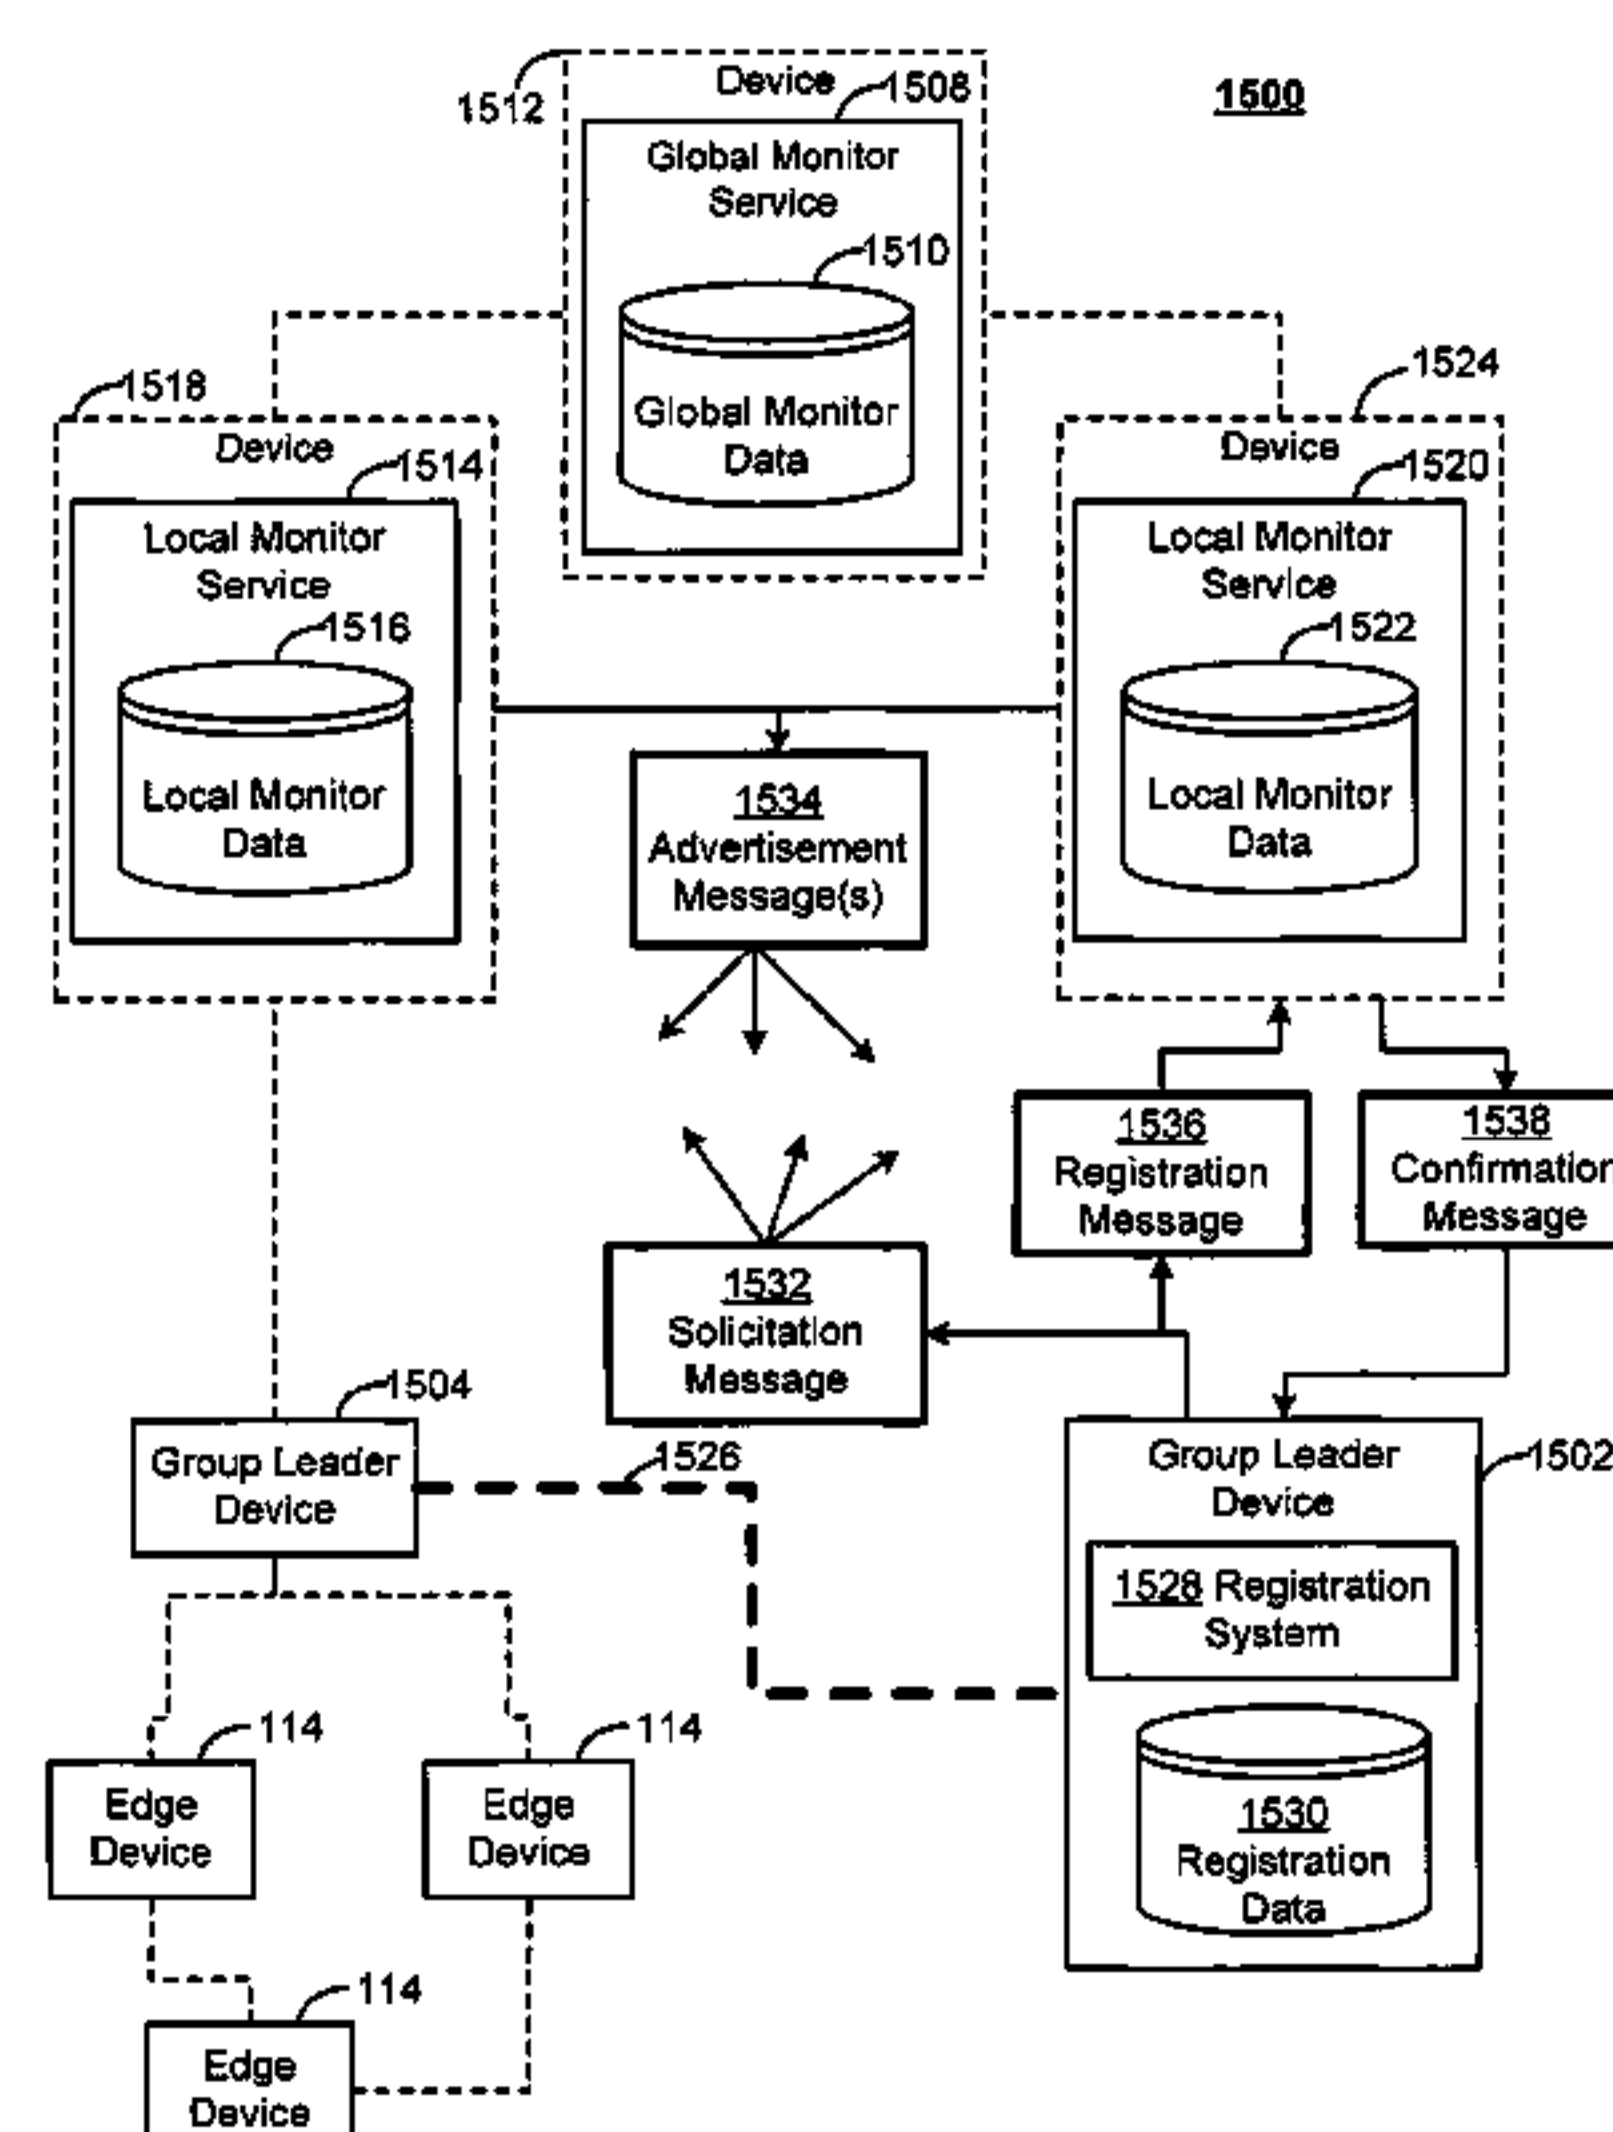 1500
1512
Device
1508
Global Monitor
Service
1510
Global Monitor
Data
1518
Device
1514
Local Monitor
Service
1516
Local Monitor
Data
1524
Device
1520
Local Monitor
Service
1522
Local Monitor
Data
1534
Advertisement
Message(s)
1536
Registration
Message
1538
Confirmation
Message
1532
Solicitation
Message
1504
Group Leader
Device
1526
Group Leader
Device
1502
1528 Registration
System
1530
Registration
Data
114
Edge
Device
114
Edge
Device
114
Edge
Device